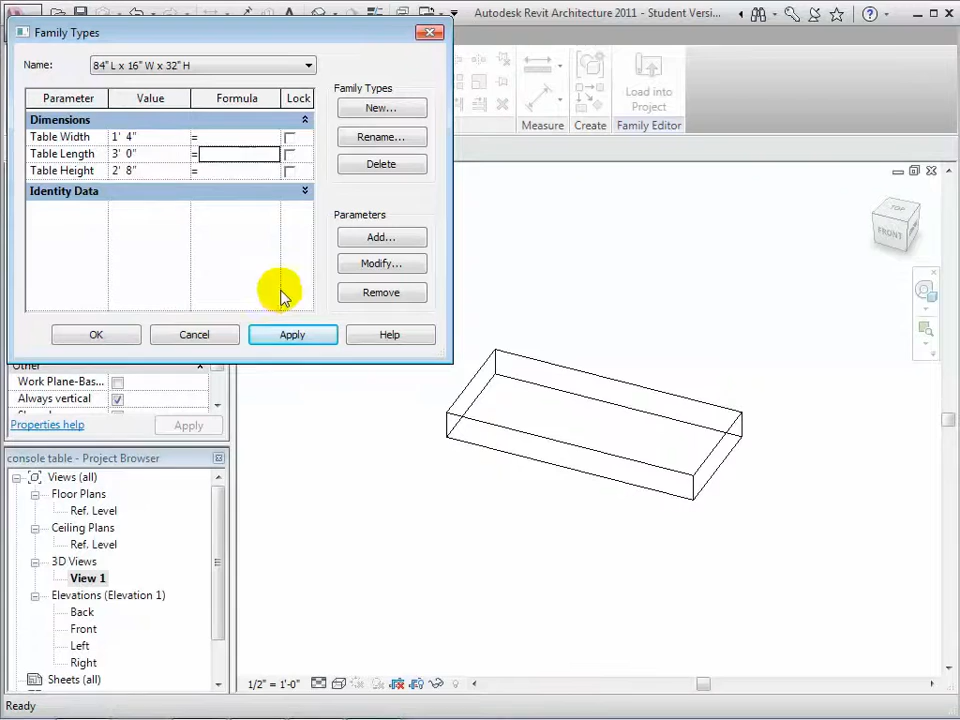 Autodesk Revit Architecture 2011 - Student Versi...
Family Types
Name:
84" L x 16" W x 32" H
Parameter Value Formula Lock
Dimensions
Table Width 1' 4" =
Table Length 3' 0" =
Table Height 2' 8" =
Identity Data
Family Types
New...
Rename...
Delete
Parameters
Add...
Modify...
Remove
OK Cancel Apply Help
Measure Create
Load into
Project
Family Editor
TOP
FRONT
Other
Work Plane-Bas...
Always vertical
Properties help
Apply
console table - Project Browser
Views (all)
Floor Plans
Ref. Level
Ceiling Plans
Ref. Level
3D Views
View 1
Elevations (Elevation 1)
Back
Front
Left
Right
Sheets (all)
1/2" = 1'-0"
Ready